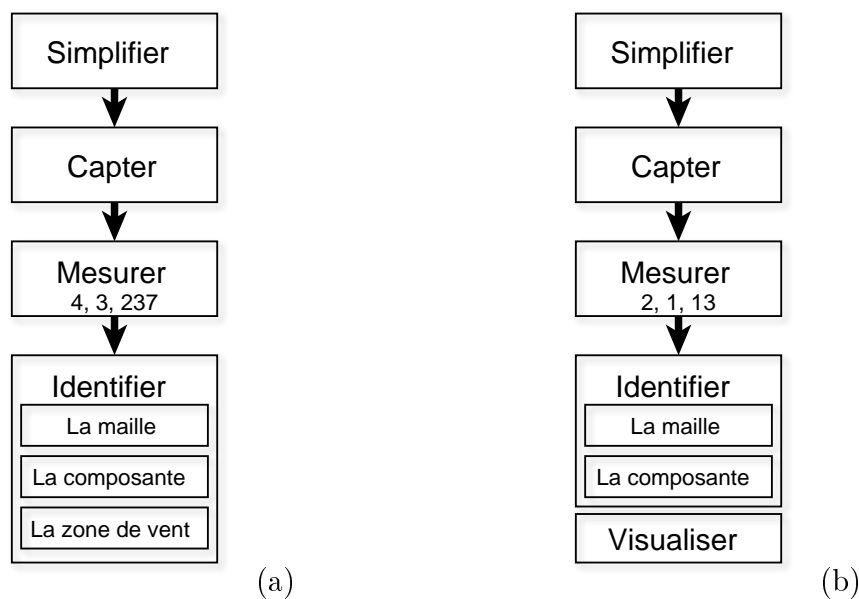 Simplifier
Capter
Mesurer
4, 3, 237
Identifier
La maille
La composante
La zone de vent
(a)
Simplifier
Capter
Mesurer
2, 1, 13
Identifier
La maille
La composante
Visualiser
(b)